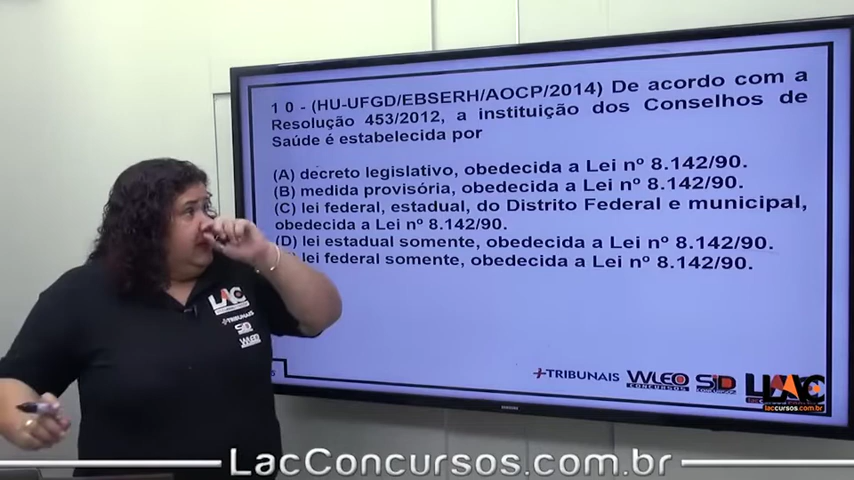 1 0 - (HU-UFGD/EBSERH/AOCP/2014) De acordo com a
Resolução 453/2012, a instituição dos Conselhos de
Saúde é estabelecida por
(A) decreto legislativo, obedecida a Lei nº 8.142/90.
(B) medida provisória, obedecida a Lei nº 8.142/90.
(C) lei federal, estadual, do Distrito Federal e municipal,
obedecida a Lei nº 8.142/90.
(D) lei estadual somente, obedecida a Lei nº 8.142/90.
lei federal somente, obedecida a Lei nº 8.142/90.
LAC
+TRIBUNAIS
SD
WLEO
+TRIBUNAIS WLEO CONCURSOS SD CONCURSOS LAC
laccursos.com.br
LacConcursos.com.br